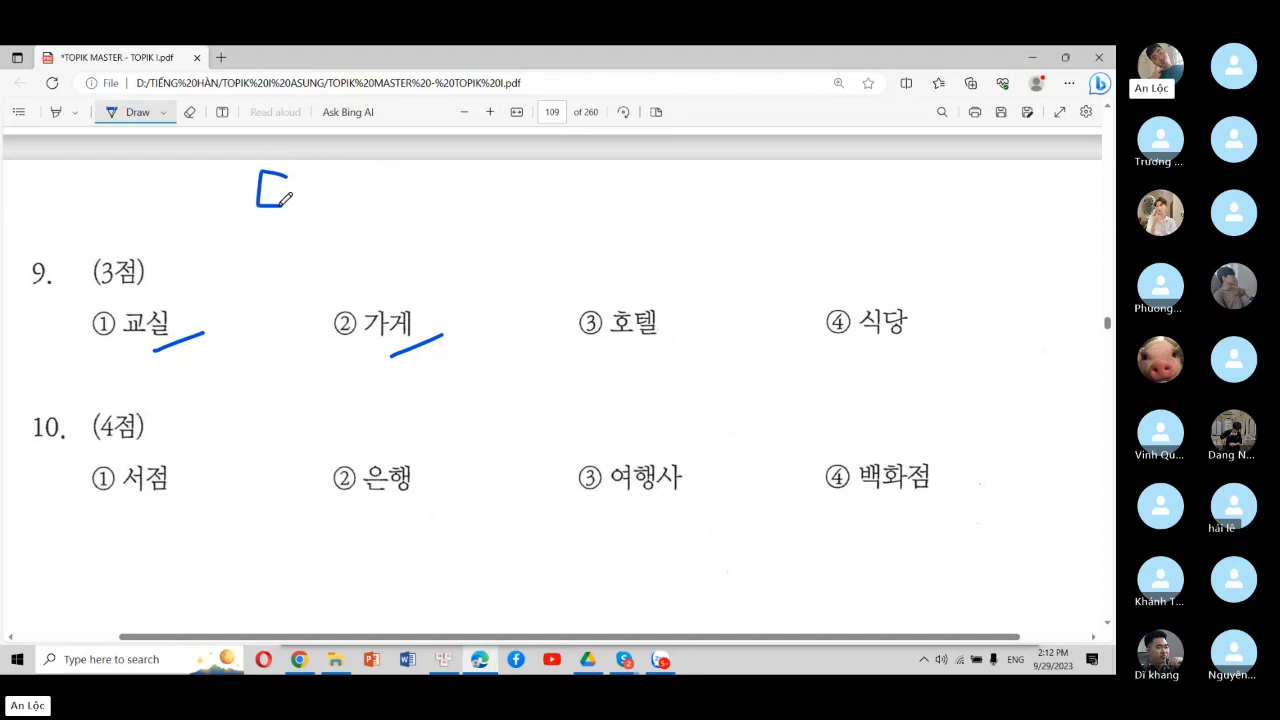 *TOPIK MASTER - TOPIK I.pdf
File D:/TIẾNG%20HÀN/TOPIK%20I%20ASUNG/TOPIK%20MASTER%20-%20TOPIK%20I.pdf
Draw Read aloud Ask Bing AI 109 of 260
ㄷ
9. (3점)
① 교실 ② 가게 ③ 호텔 ④ 식당
10. (4점)
① 서점 ② 은행 ③ 여행사 ④ 백화점
Type here to search
ENG 2:12 PM
9/29/2023
An Lộc
Trương ...
Phuong...
Vinh Qu...
Dang N...
hải lê
Khánh T...
Dĩ khang
Nguyên...
An Lộc